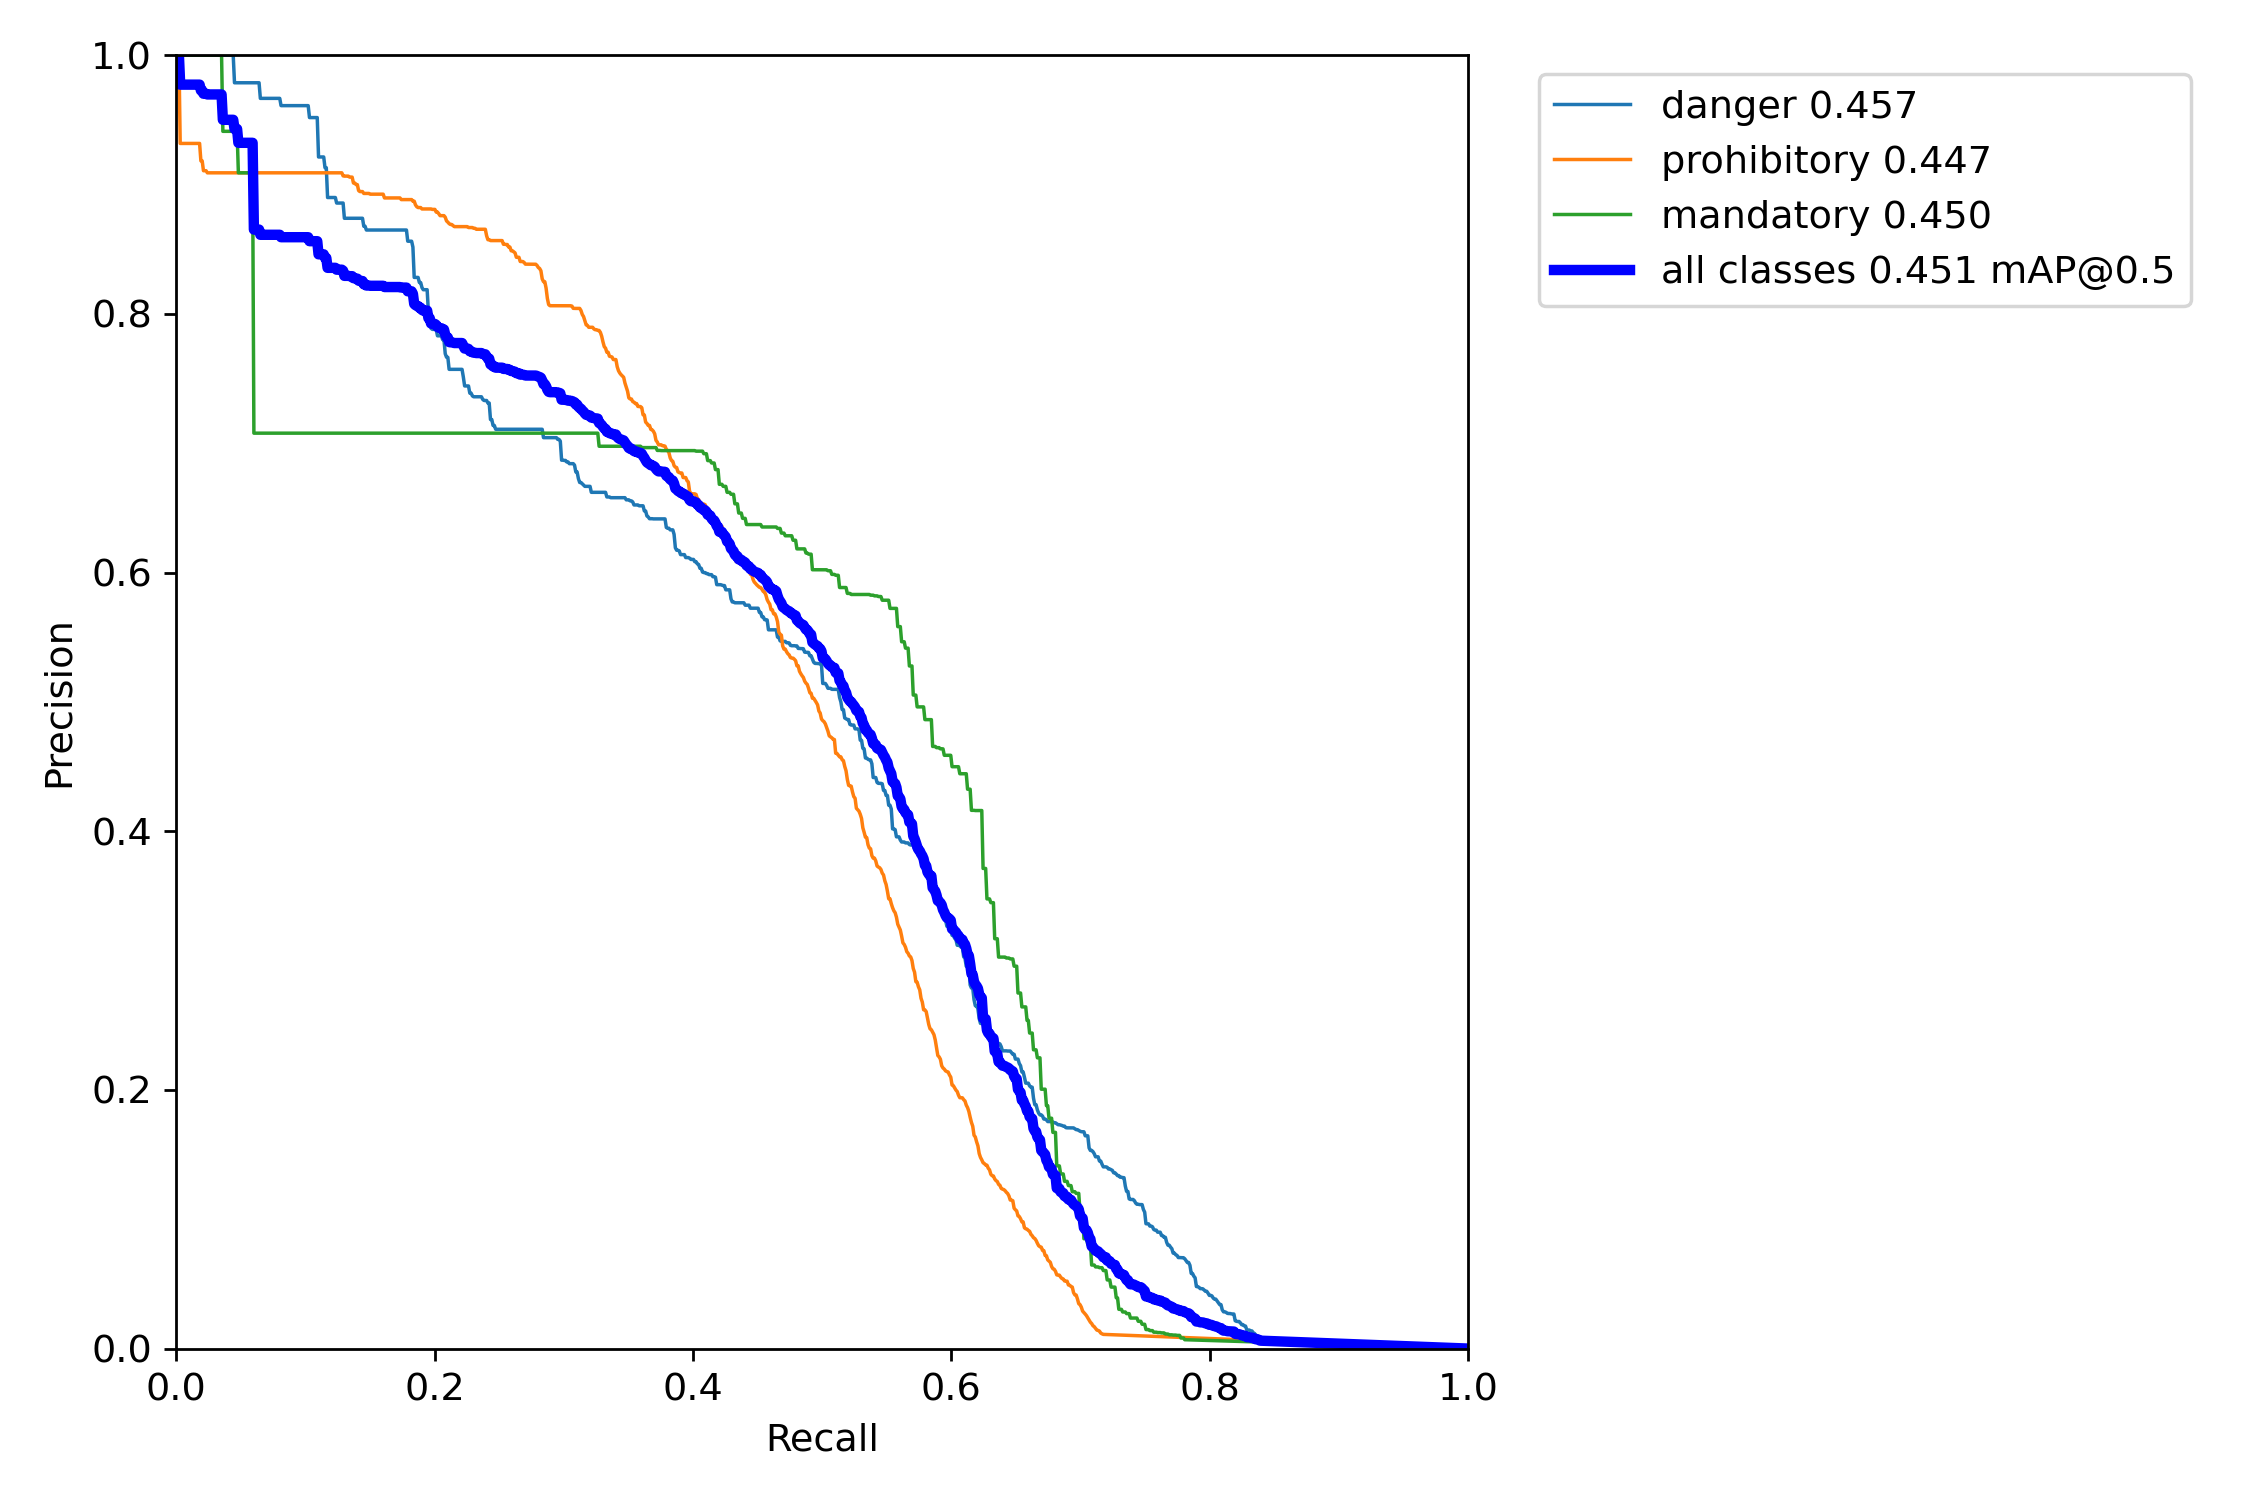 1.0
0.8
0.6
0.4
0.2
0.0
Precision
0.0 0.2 0.4 0.6 0.8 1.0
Recall
danger 0.457
prohibitory 0.447
mandatory 0.450
all classes 0.451 mAP@0.5